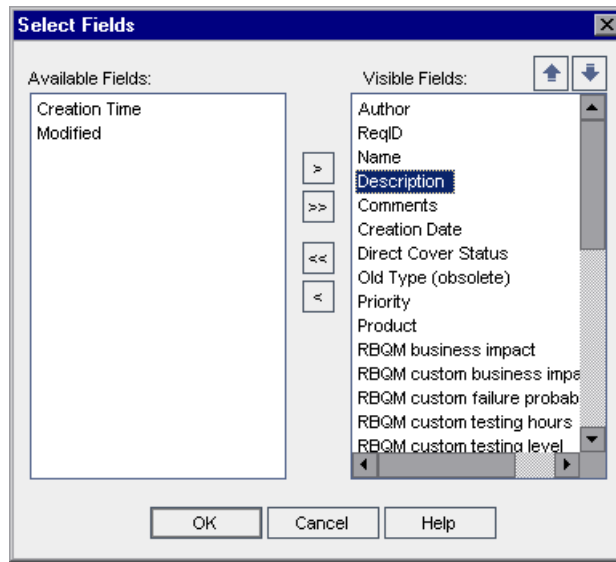 Select Fields
Available Fields:
Visible Fields:
Creation Time
Modified
>
>>
<<
<
Author
ReqID
Name
Description
Comments
Creation Date
Direct Cover Status
Old Type (obsolete)
Priority
Product
RBQM business impact
RBQM custom business impa
RBQM custom failure probab
RBQM custom testing hours
RBQM custom testing level
OK
Cancel
Help